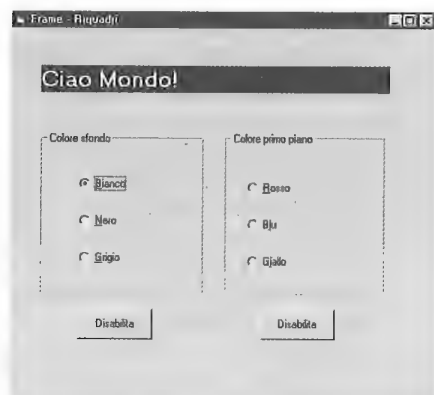 Frame - Riquadri
Ciao Mondo!
Colore sfondo
Colore primo piano
Bianco
Nero
Grigio
Rosso
Blu
Giallo
Disabilita
Disabilita